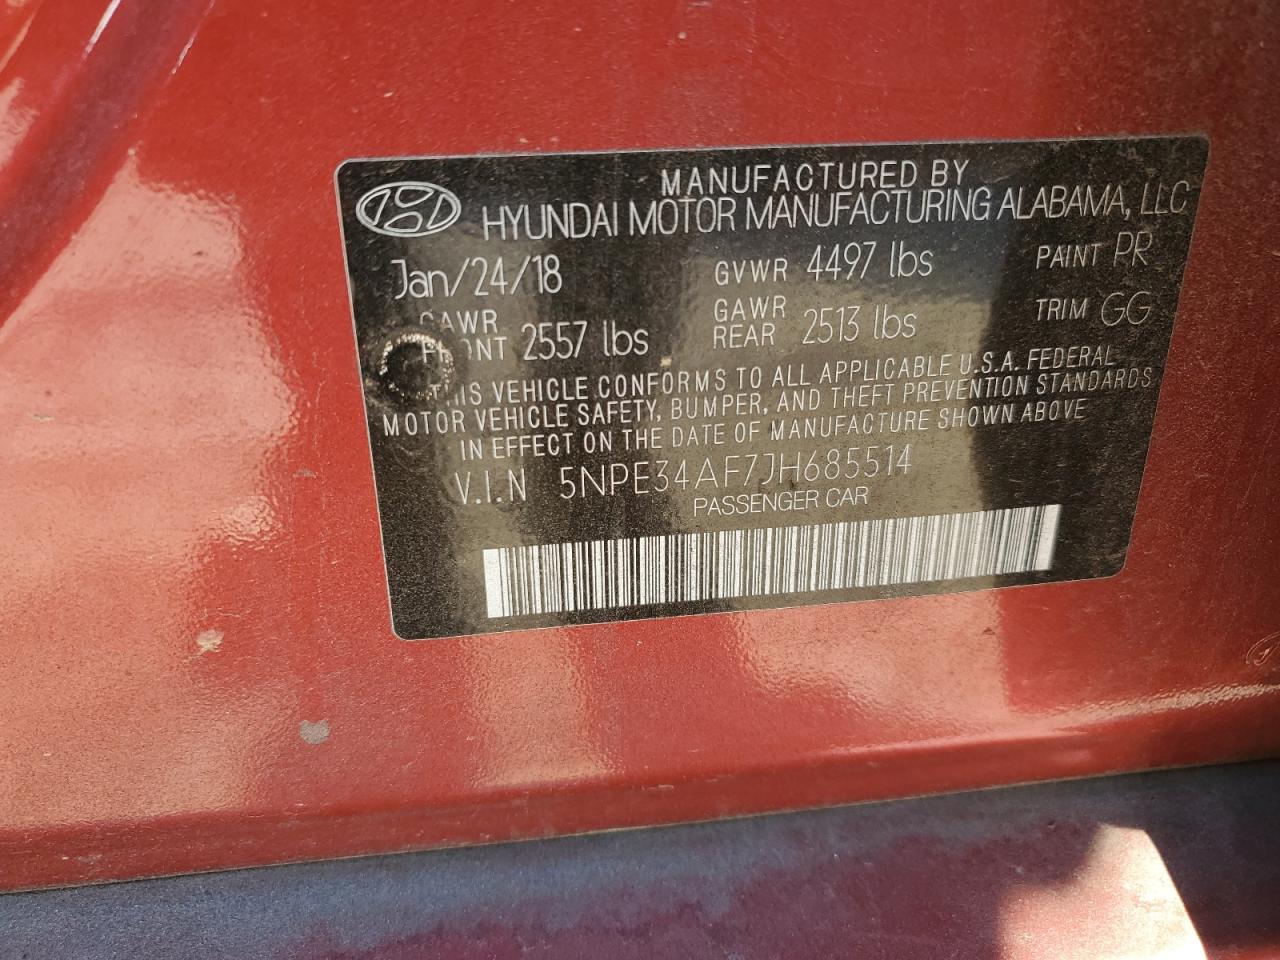 MANUFACTURED BY
HYUNDAI MOTOR MANUFACTURING ALABAMA, LLC
Jan/24/18 GVWR 4497 lbs PAINT PR
GAWR FRONT 2557 lbs GAWR REAR 2513 lbs TRIM GG
THIS VEHICLE CONFORMS TO ALL APPLICABLE U.S.A. FEDERAL
MOTOR VEHICLE SAFETY, BUMPER, AND THEFT PREVENTION STANDARDS
IN EFFECT ON THE DATE OF MANUFACTURE SHOWN ABOVE
V.I.N 5NPE34AF7JH685514
PASSENGER CAR